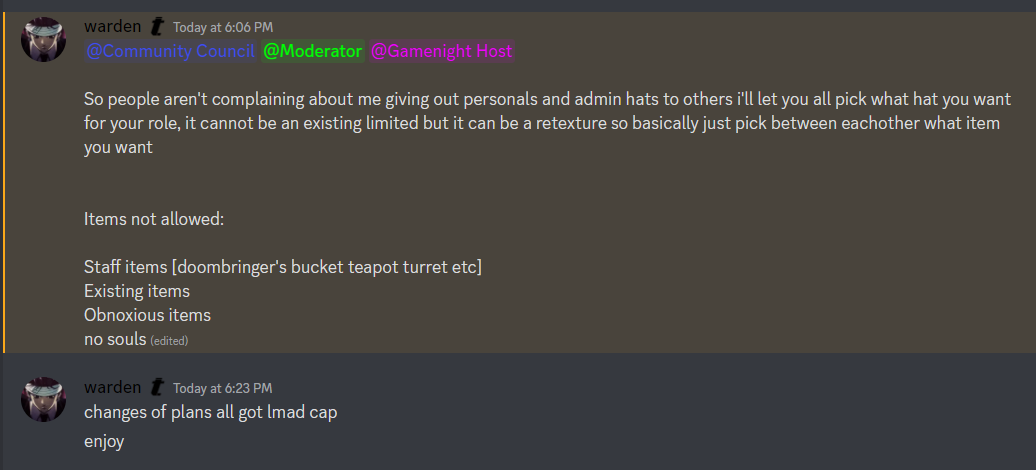 warden t Today at 6:06 PM
@Community Council @Moderator @Gamenight Host
So people aren't complaining about me giving out personals and admin hats to others i'll let you all pick what hat you want
for your role, it cannot be an existing limited but it can be a retexture so basically just pick between eachother what item
you want
Items not allowed:
Staff items [doombringer's bucket teapot turret etc]
Existing items
Obnoxious items
no souls (edited)
warden t Today at 6:23 PM
changes of plans all got lmad cap
enjoy